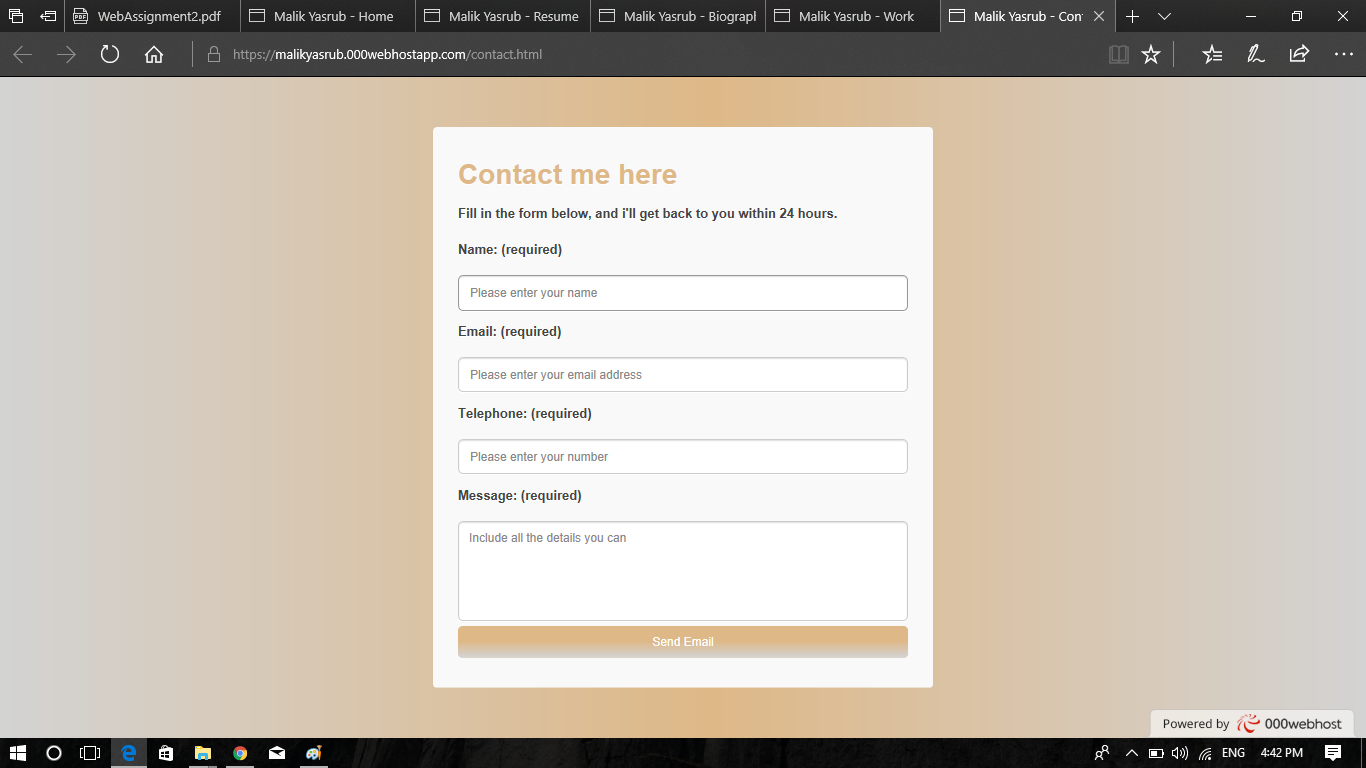 WebAssignment2.pdf
Malik Yasrub - Home
Malik Yasrub - Resume
Malik Yasrub - Biograpl
Malik Yasrub - Work
Malik Yasrub - Con
https://malikyasrub.000webhostapp.com/contact.html
Contact me here
Fill in the form below, and i'll get back to you within 24 hours.
Name: (required)
Please enter your name
Email: (required)
Please enter your email address
Telephone: (required)
Please enter your number
Message: (required)
Include all the details you can
Send Email
Powered by 000webhost
ENG
4:42 PM